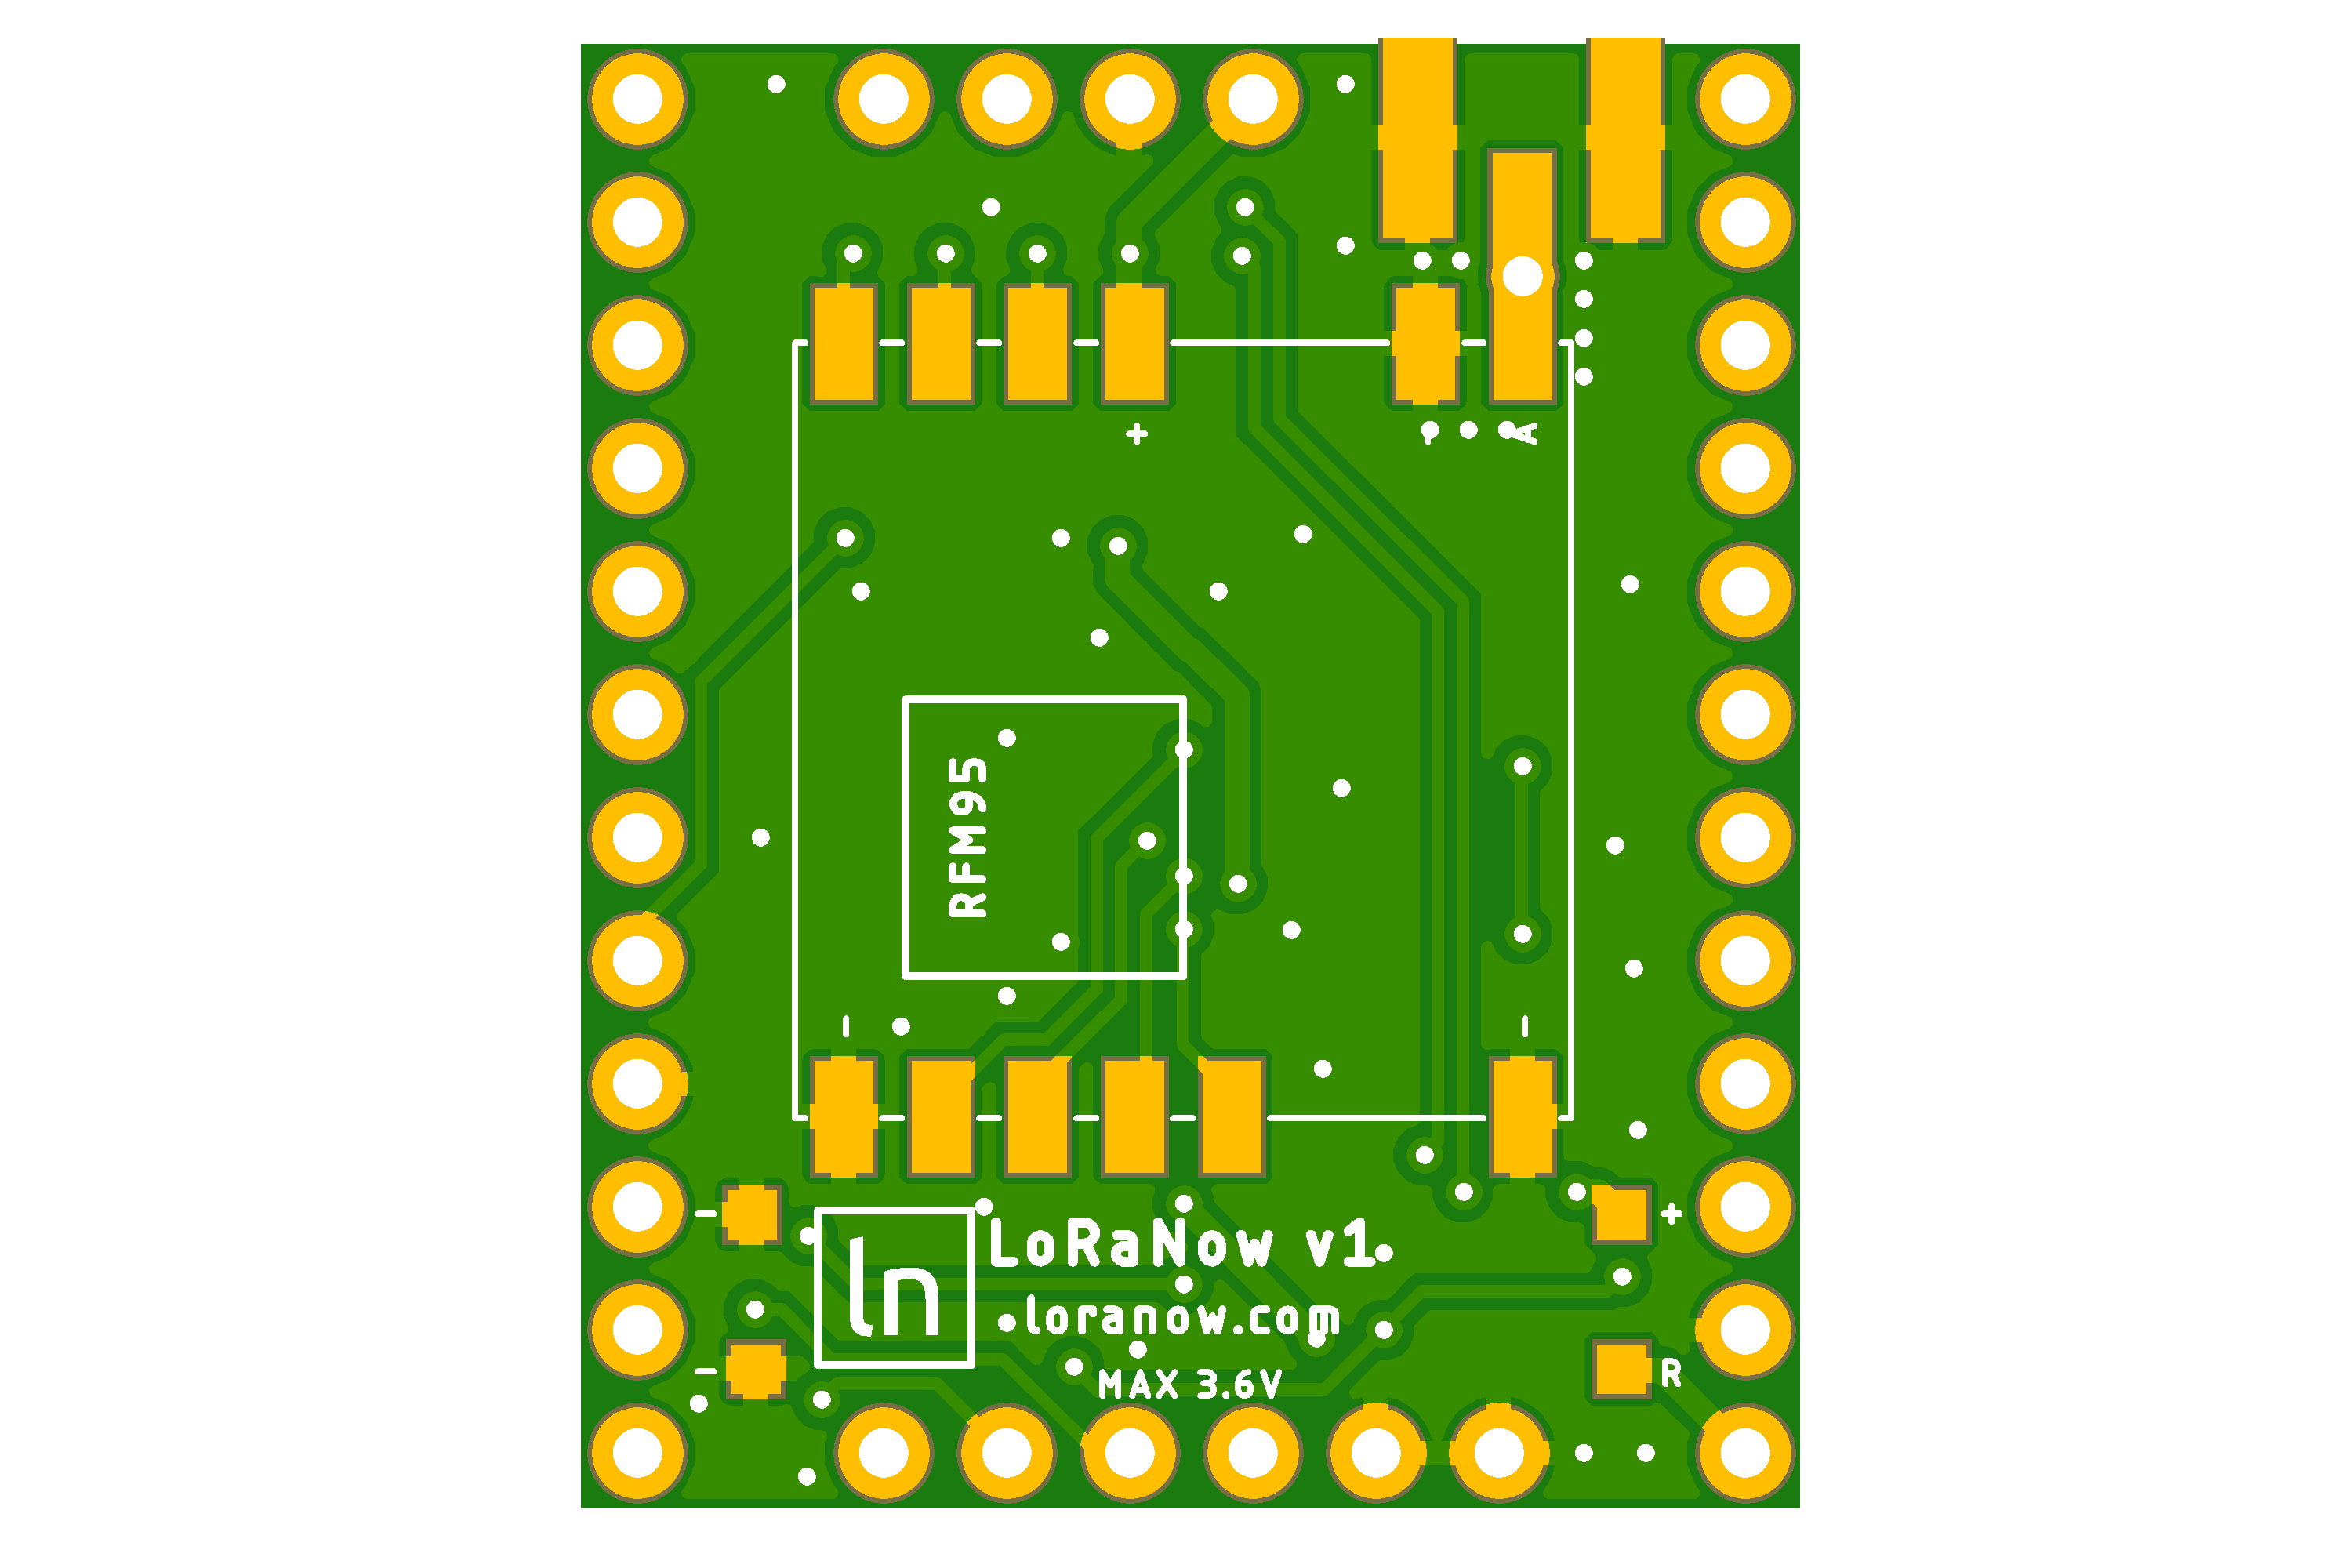 +
- A
RFM95
- -
- +
ln
LoRaNow v1
loranow.com
- MAX 3.6V R